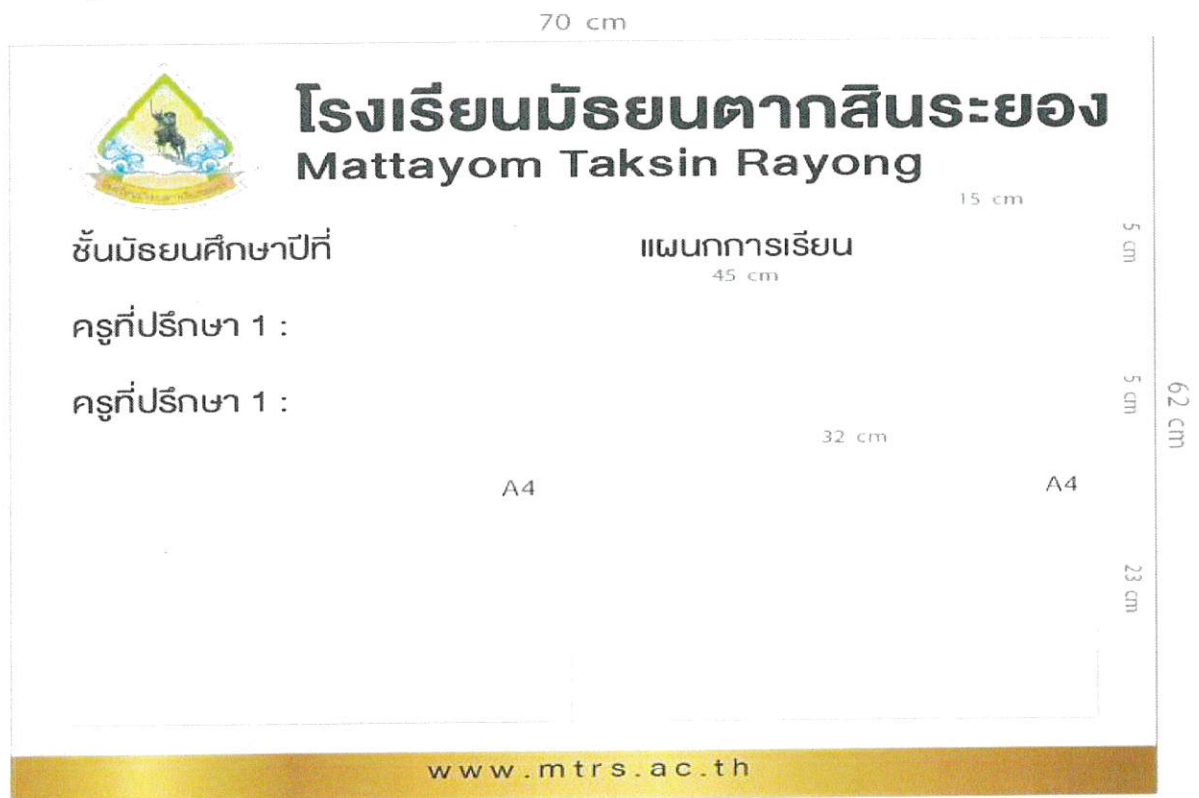 70 cm
โรงเรียนมัธยมตากสินระยอง
Mattayom Taksin Rayong
15 cm
ชั้นมัธยมศึกษาปีที่
แผนกการเรียน
5 cm
45 cm
ครูที่ปรึกษา 1 :
ครูที่ปรึกษา 1 :
5 cm
62 cm
32 cm
A4
A4
23 cm
www.mtrs.ac.th